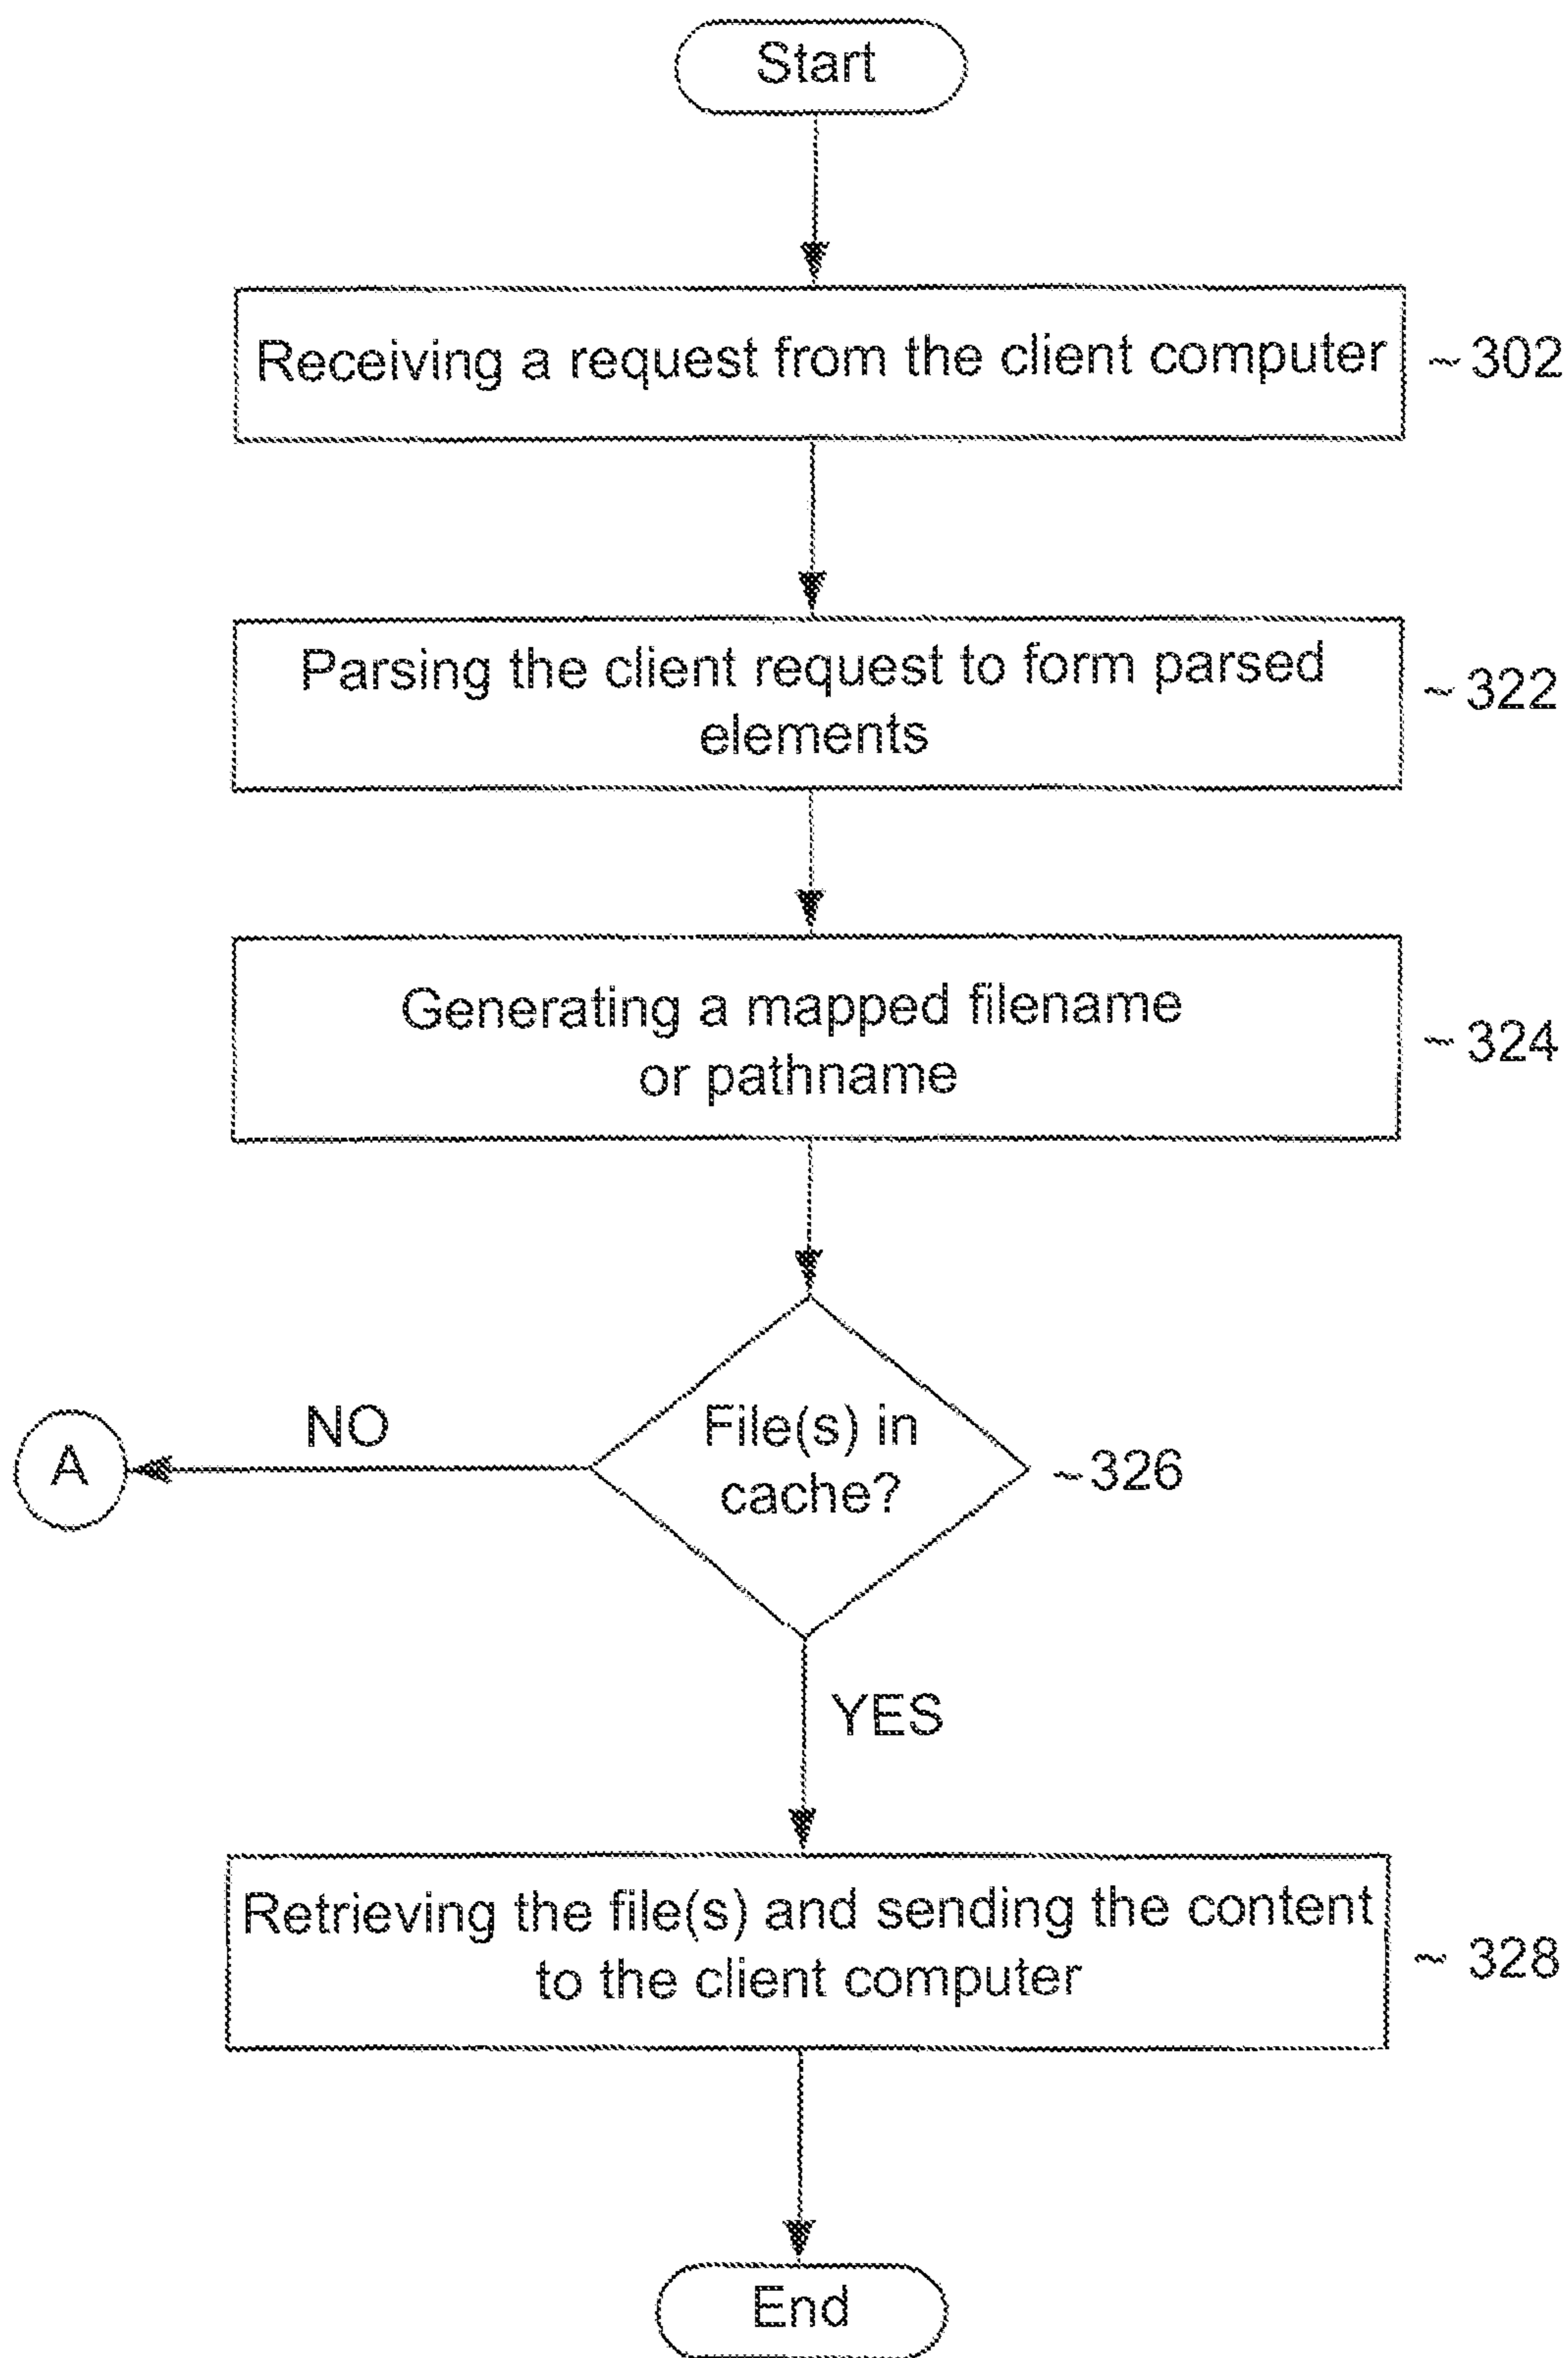 Start
Receiving a request from the client computer
~302
Parsing the client request to form parsed
elements
~322
Generating a mapped filename
or pathname
~324
File(s) in
cache?
~326
NO
A
YES
Retrieving the file(s) and sending the content
to the client computer
~ 328
End